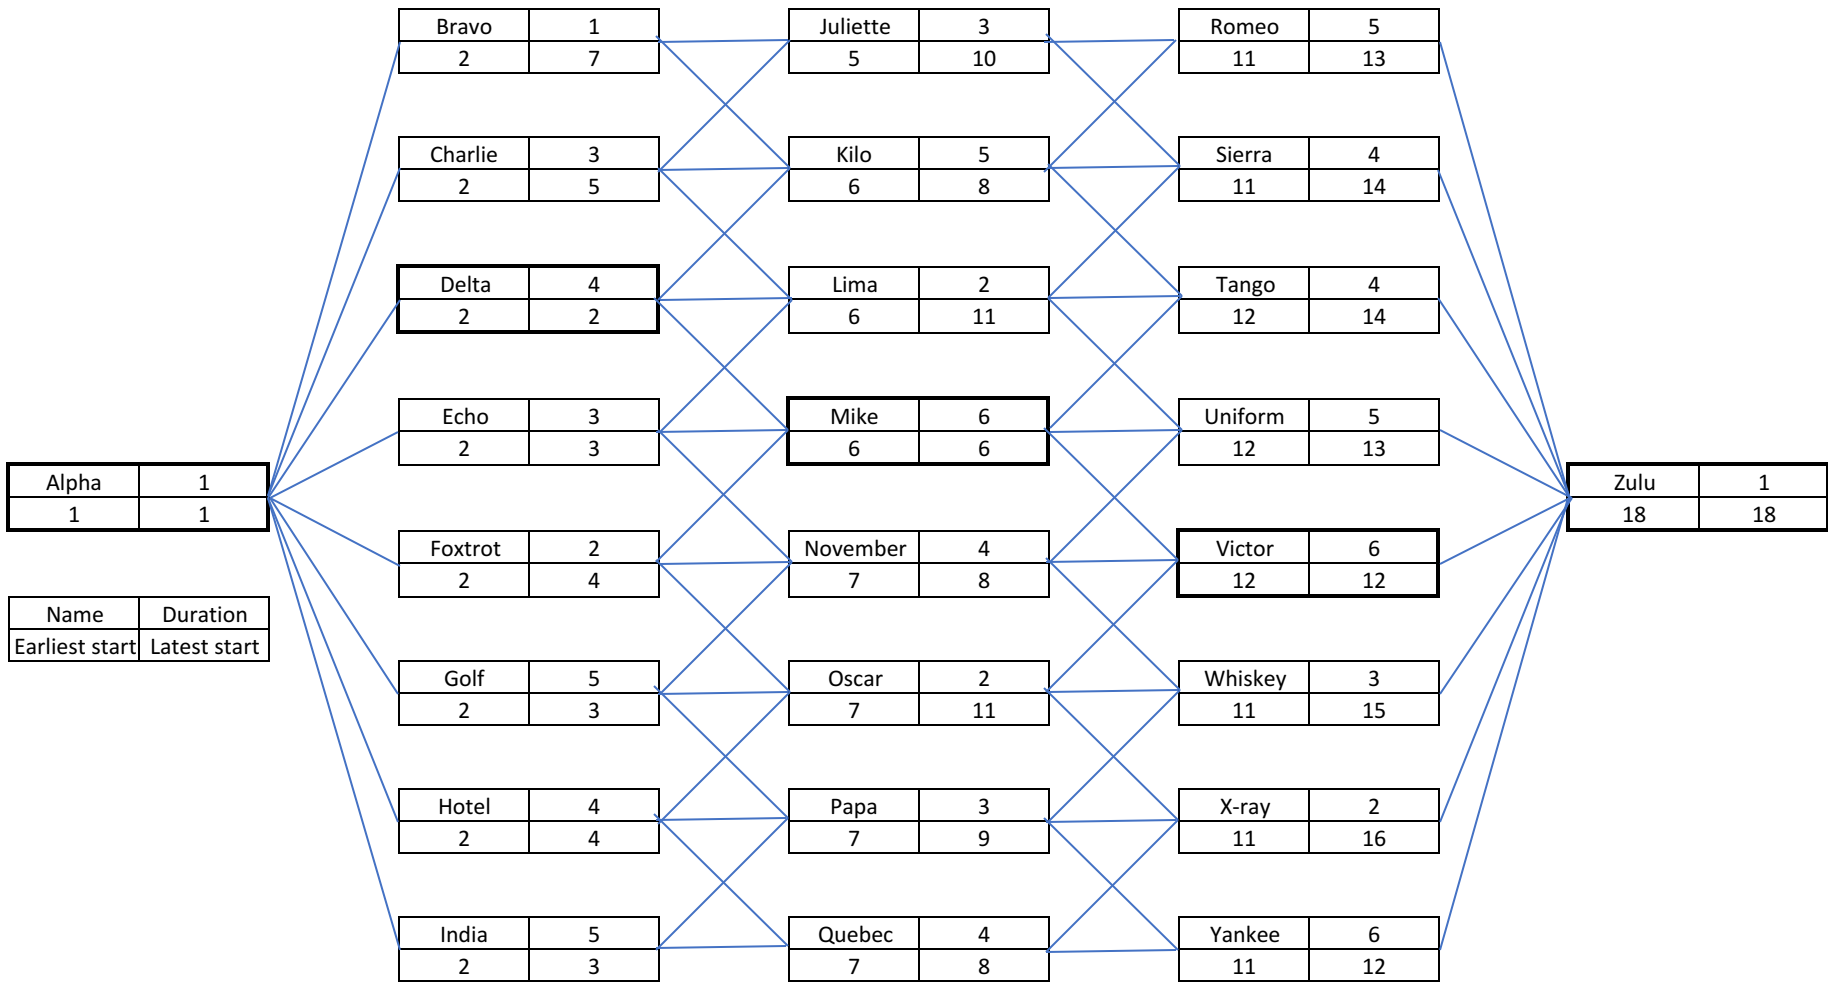 Bravo 1
2 7
Juliette 3
5 10
Romeo 5
11 13
Charlie 3
2 5
Kilo 5
6 8
Sierra 4
11 14
Delta 4
2 2
Lima 2
6 11
Tango 4
12 14
Echo 3
2 3
Mike 6
6 6
Uniform 5
12 13
Alpha 1
1 1
Zulu 1
18 18
Foxtrot 2
2 4
November 4
7 8
Victor 6
12 12
Name Duration
Earliest start Latest start
Golf 5
2 3
Oscar 2
7 11
Whiskey 3
11 15
Hotel 4
2 4
Papa 3
7 9
X-ray 2
11 16
India 5
2 3
Quebec 4
7 8
Yankee 6
11 12